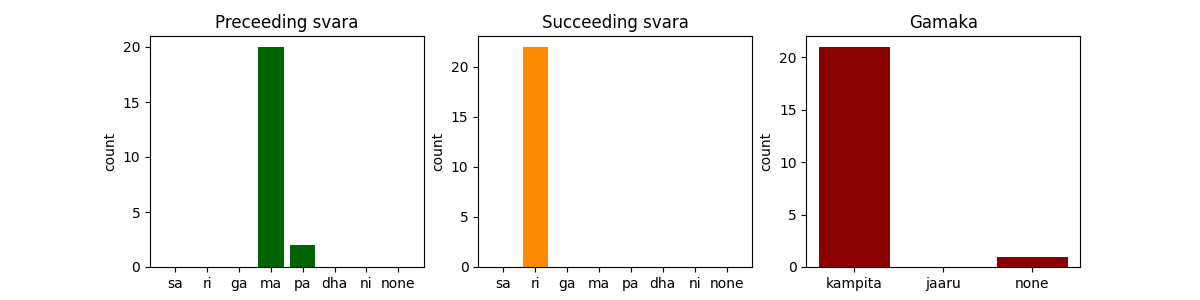 Preceeding svara
count
20
15
10
5
0
sa ri ga ma pa dha ni none
Succeeding svara
count
20
15
10
5
0
sa ri ga ma pa dha ni none
Gamaka
count
20
15
10
5
0
kampita jaaru none